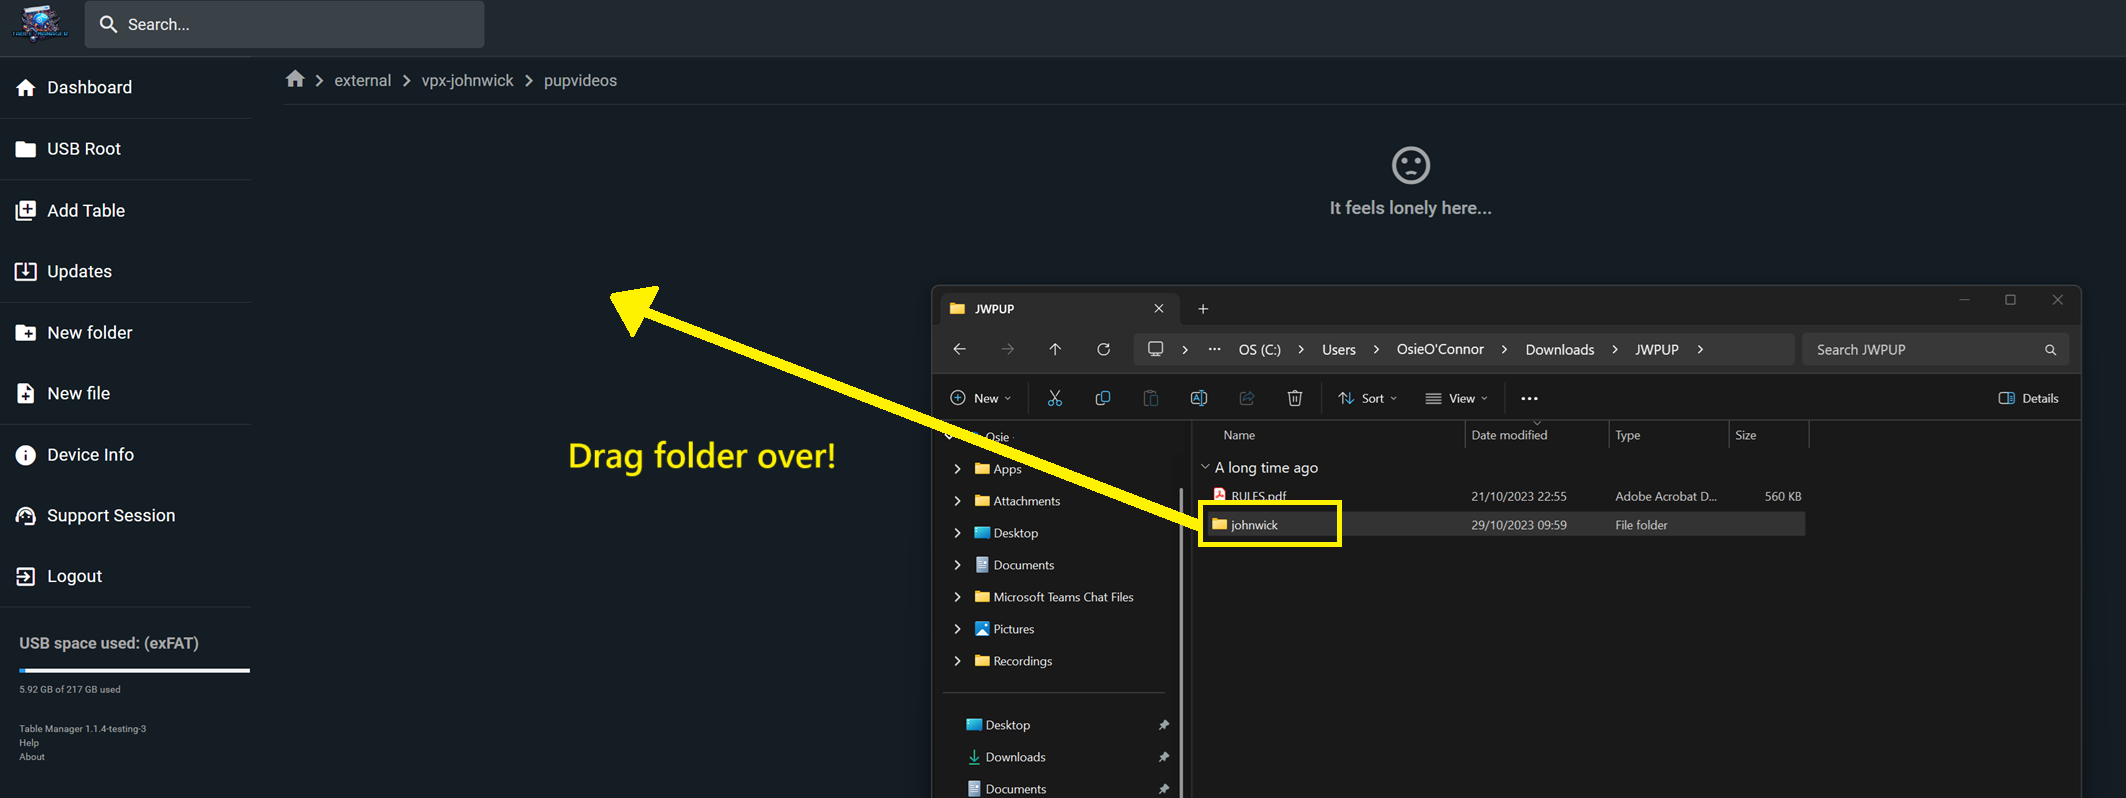 TABLE MANAGER
Search...
Dashboard
USB Root
Add Table
Updates
New folder
New file
Device Info
Support Session
Logout
USB space used: (exFAT)
5.92 GB of 217 GB used
Table Manager 1.1.4-testing-3
Help
About
external > vpx-johnwick > pupvideos
It feels lonely here...
Drag folder over!
JWPUP
OS (C:) > Users > OsieO'Connor > Downloads > JWPUP >
Search JWPUP
New
Sort
View
Details
Osie
Apps
Attachments
Desktop
Documents
Microsoft Teams Chat Files
Pictures
Recordings
Desktop
Downloads
Documents
Name Date modified Type Size
A long time ago
RULES.pdf 21/10/2023 22:55 Adobe Acrobat D... 560 KB
johnwick 29/10/2023 09:59 File folder